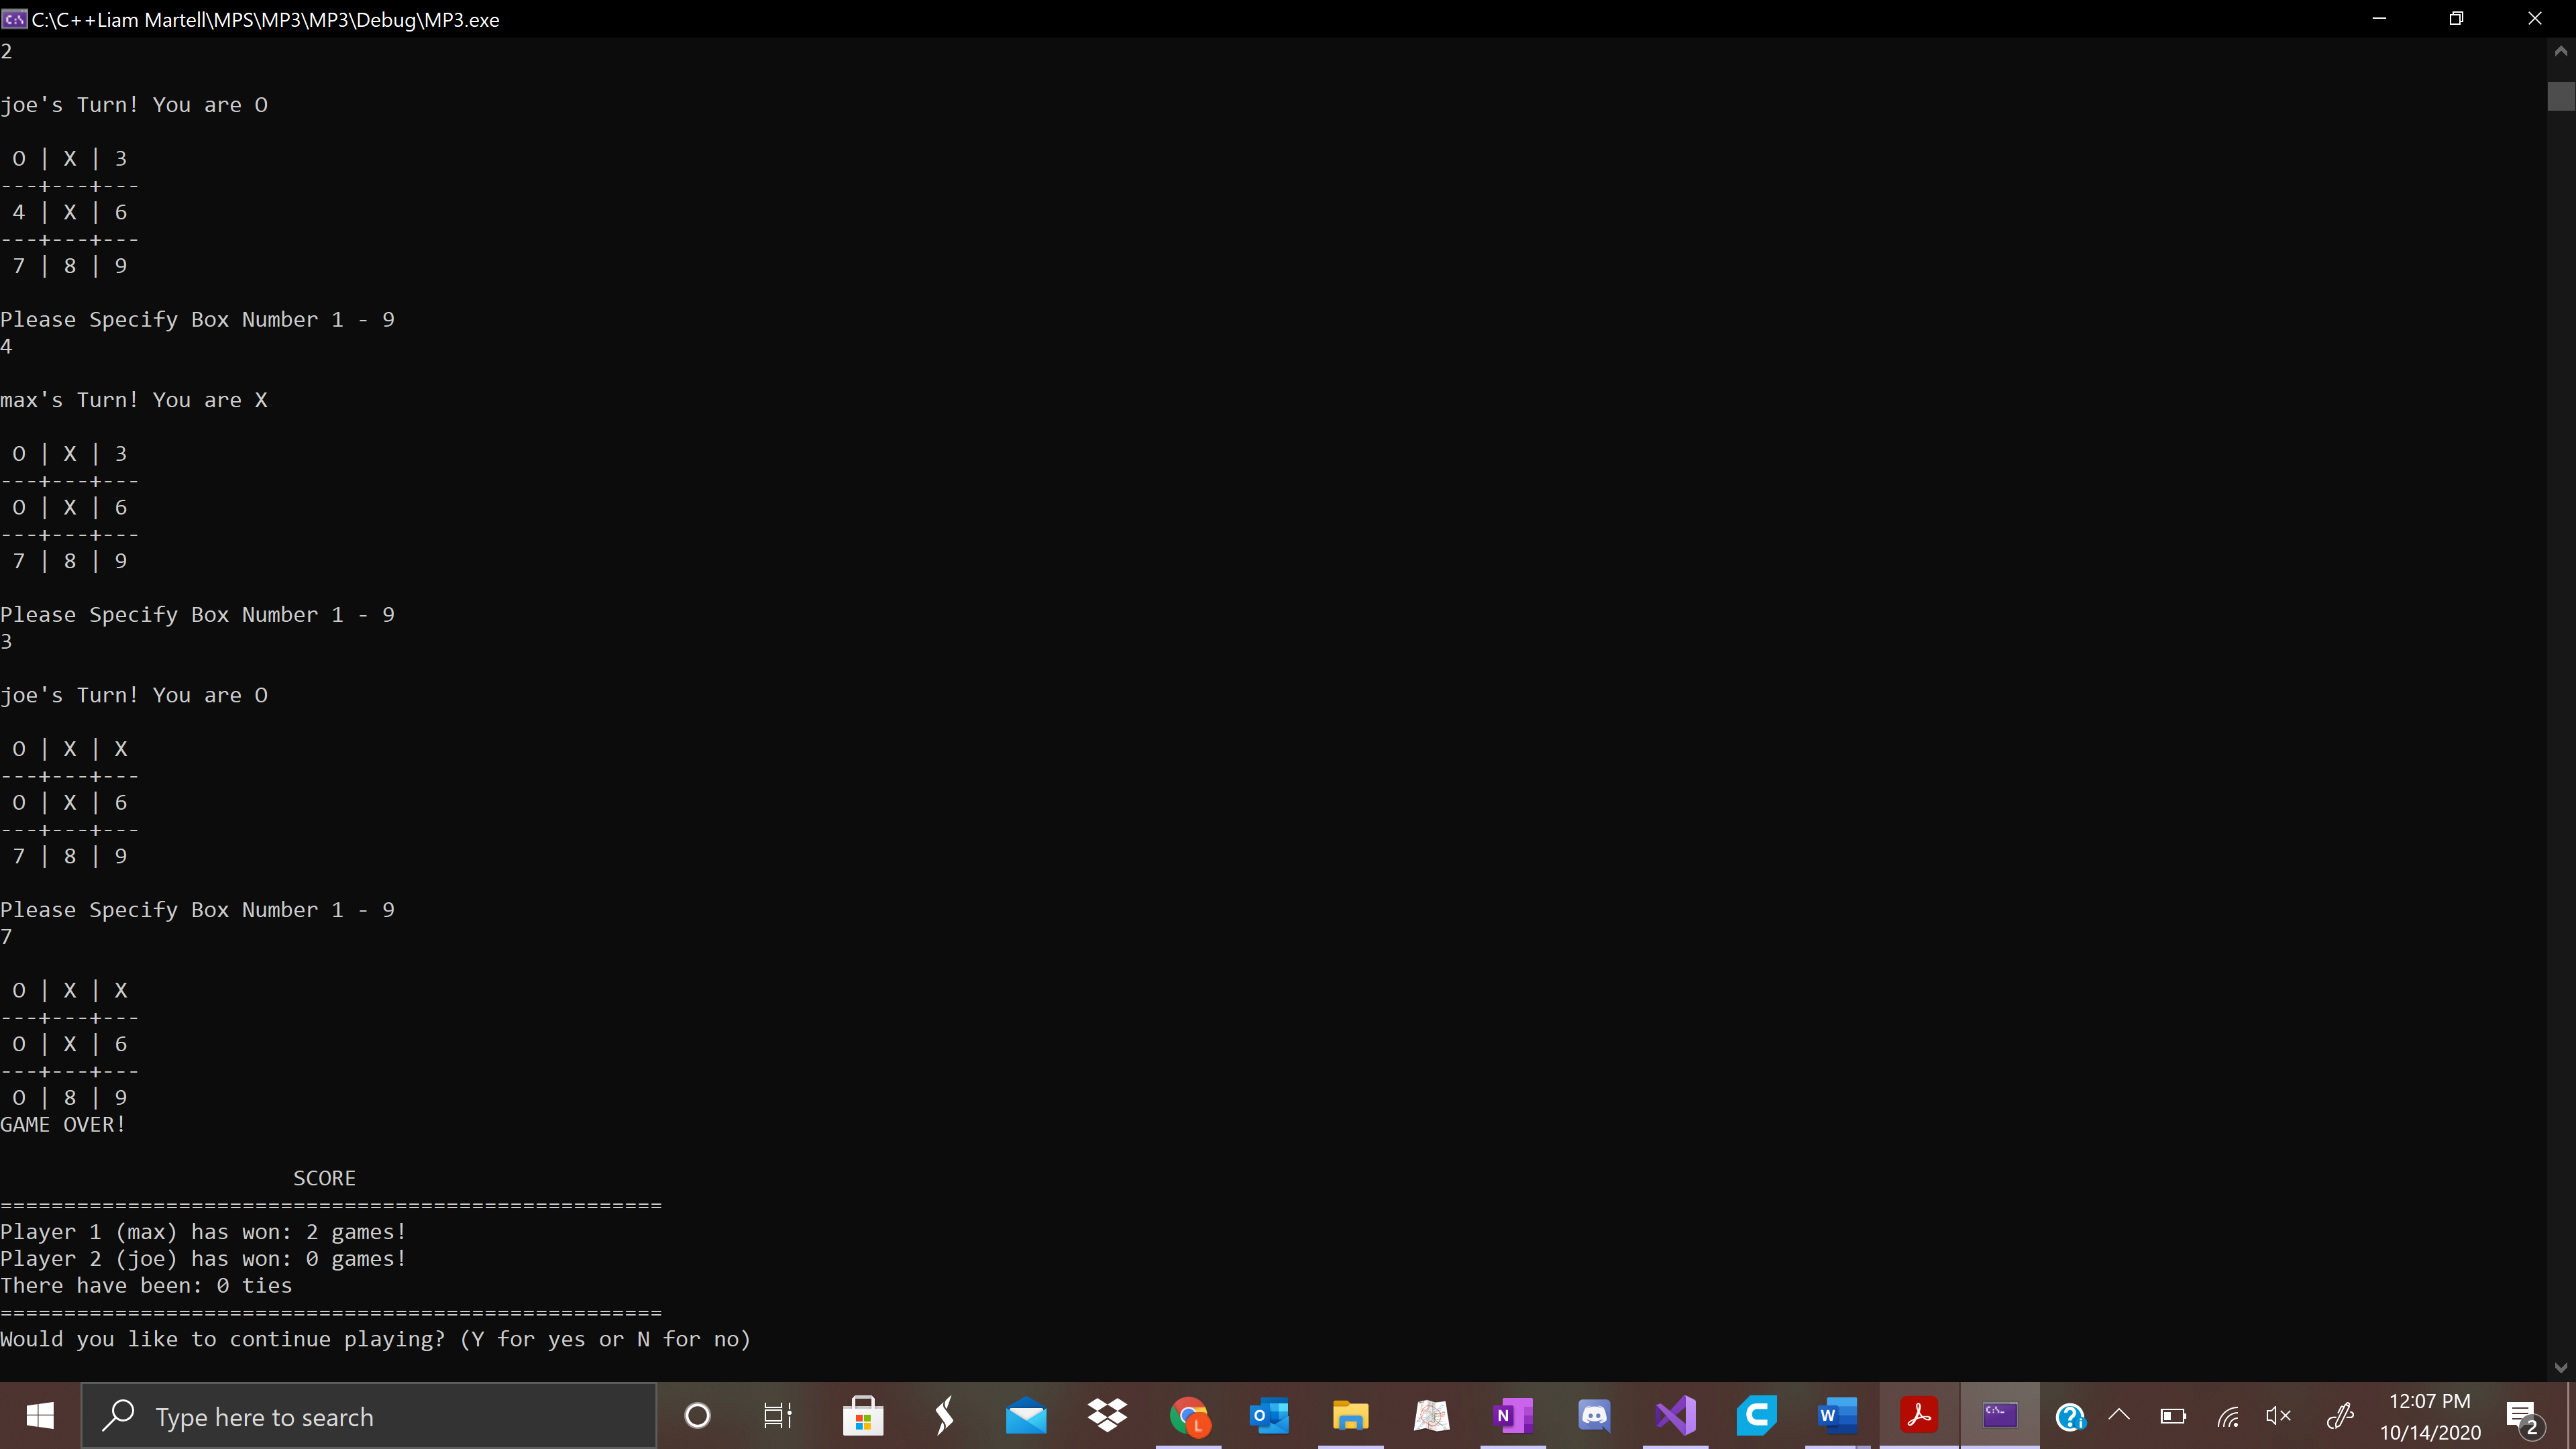 C:\C++Liam Martell\MPS\MP3\MP3\Debug\MP3.exe
2
joe's Turn! You are O
 O | X | 3
---+---+---
 4 | X | 6
---+---+---
 7 | 8 | 9
Please Specify Box Number 1 - 9
4
max's Turn! You are X
 O | X | 3
---+---+---
 O | X | 6
---+---+---
 7 | 8 | 9
Please Specify Box Number 1 - 9
3
joe's Turn! You are O
 O | X | X
---+---+---
 O | X | 6
---+---+---
 7 | 8 | 9
Please Specify Box Number 1 - 9
7
 O | X | X
---+---+---
 O | X | 6
---+---+---
 O | 8 | 9
GAME OVER!
SCORE
====================================================
Player 1 (max) has won: 2 games!
Player 2 (joe) has won: 0 games!
There have been: 0 ties
====================================================
Would you like to continue playing? (Y for yes or N for no)
Type here to search
12:07 PM
10/14/2020
2